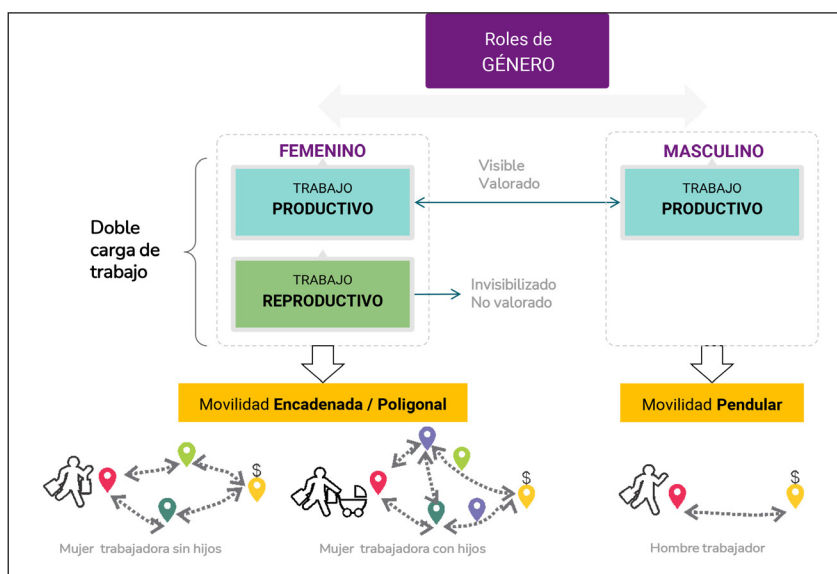 Roles de
GÉNERO
FEMENINO
MASCULINO
TRABAJO
PRODUCTIVO
Visible
Valorado
TRABAJO
PRODUCTIVO
Doble
carga de
trabajo
TRABAJO
REPRODUCTIVO
Invisibilizado
No valorado
Movilidad Encadenada / Poligonal
Movilidad Pendular
$
$
$
Mujer trabajadora sin hijos
Mujer trabajadora con hijos
Hombre trabajador